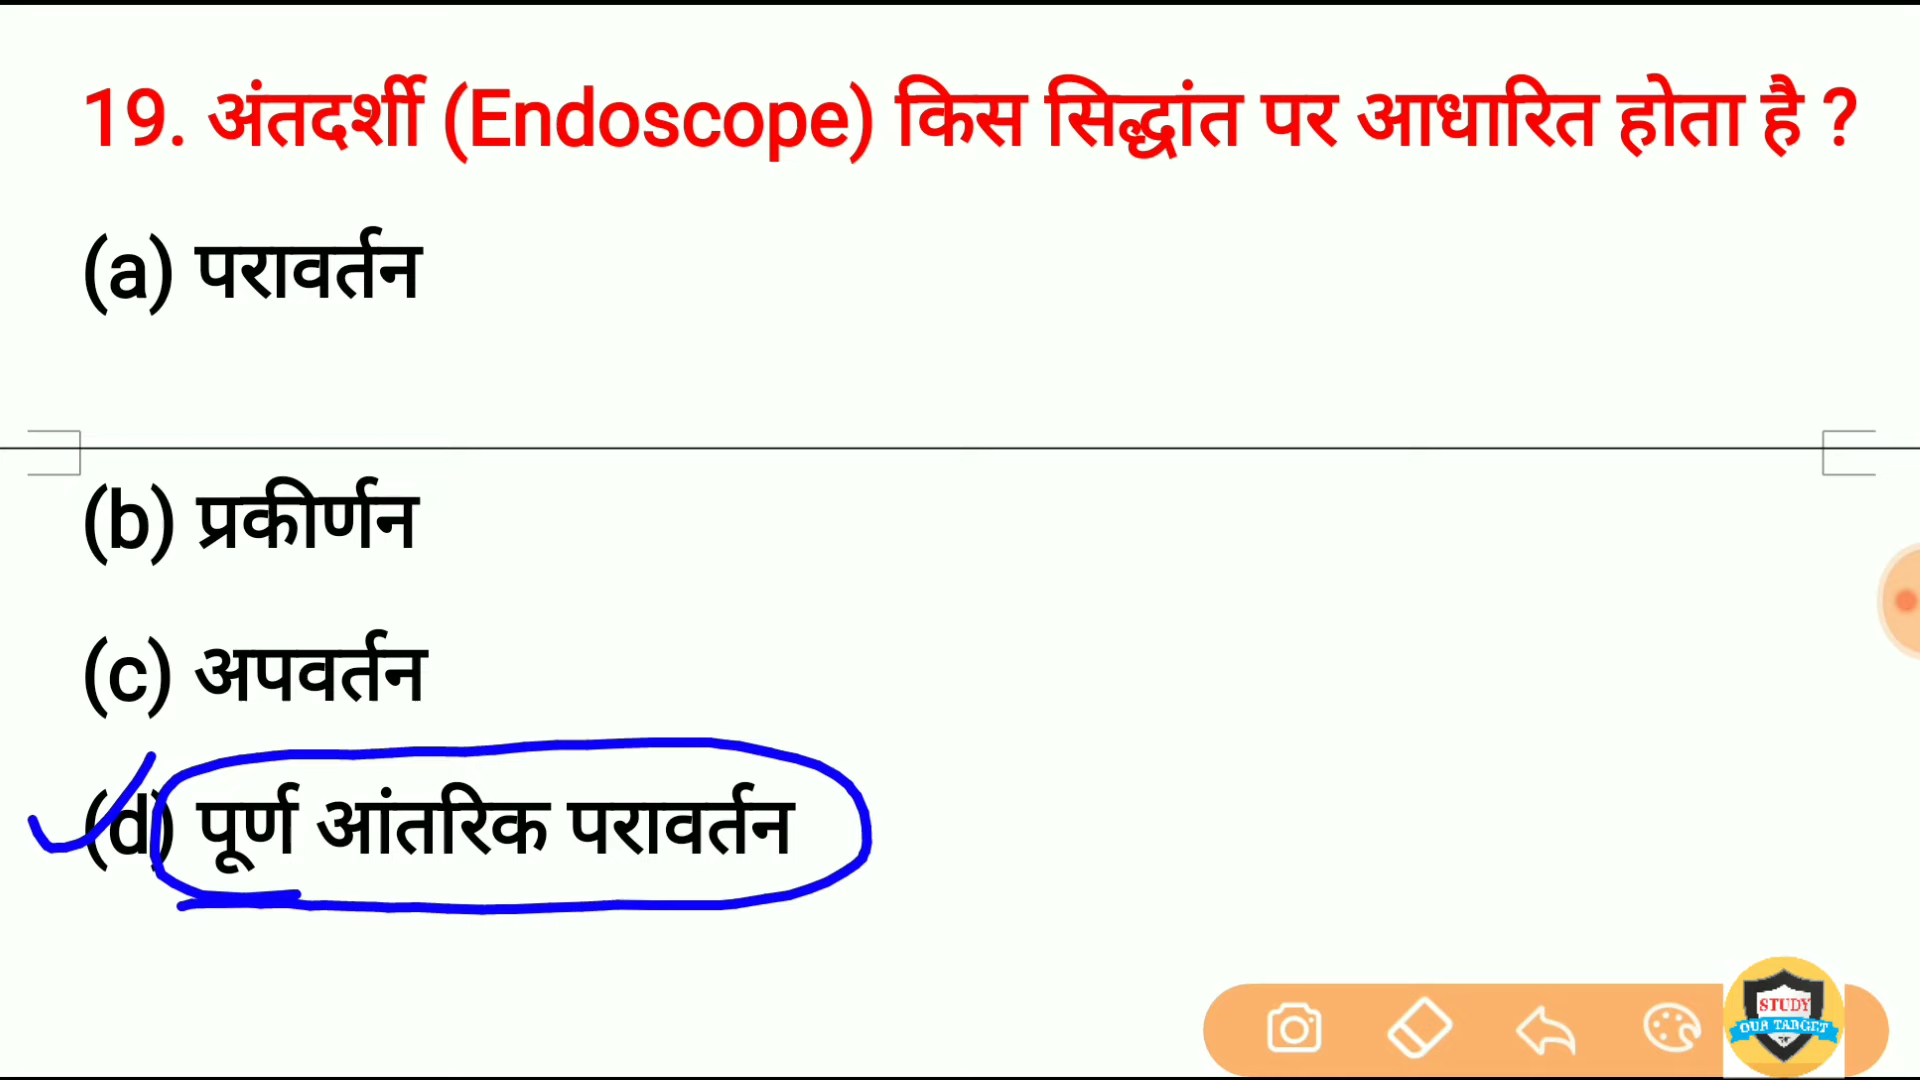 19. अंतदर्शी (Endoscope) किस सिद्धांत पर आधारित होता है ?
(a) परावर्तन
(b) प्रकीर्णन
(c) अपवर्तन
(d) पूर्ण आंतरिक परावर्तन
STUDY
OUR TARGET